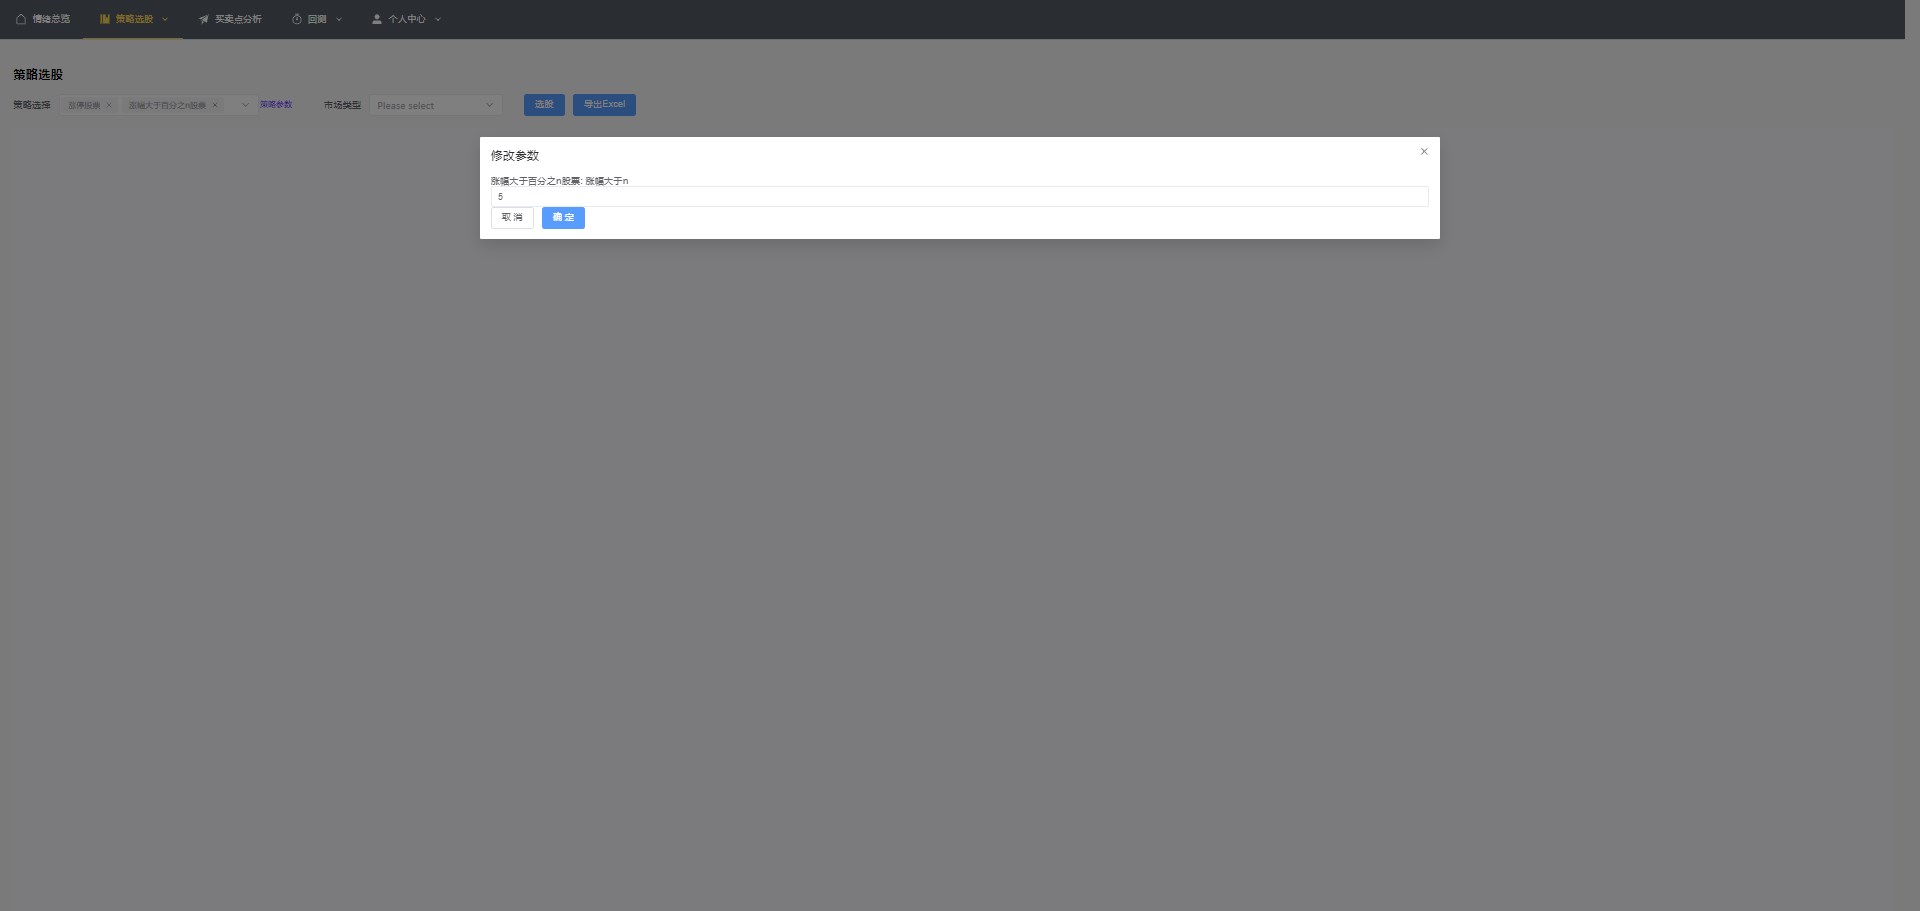 情绪总览 策略选股 买卖点分析 回测 个人中心
策略选股
策略选择 涨停股票 涨幅大于百分之n股票 策略参数 市场类型 Please select 选股 导出Excel
修改参数
涨幅大于百分之n股票: 涨幅大于n
5
取 消 确 定